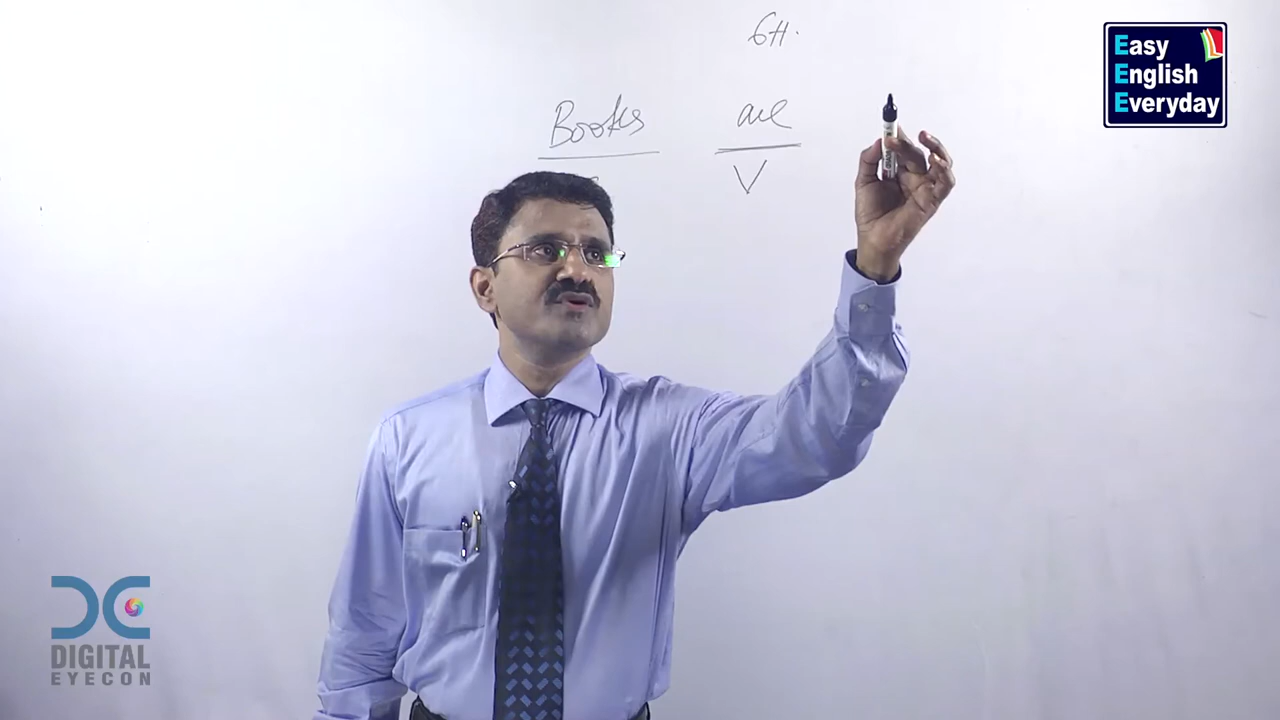 6H.
Books are
V
Easy
English
Everyday
DIGITAL
EYECON